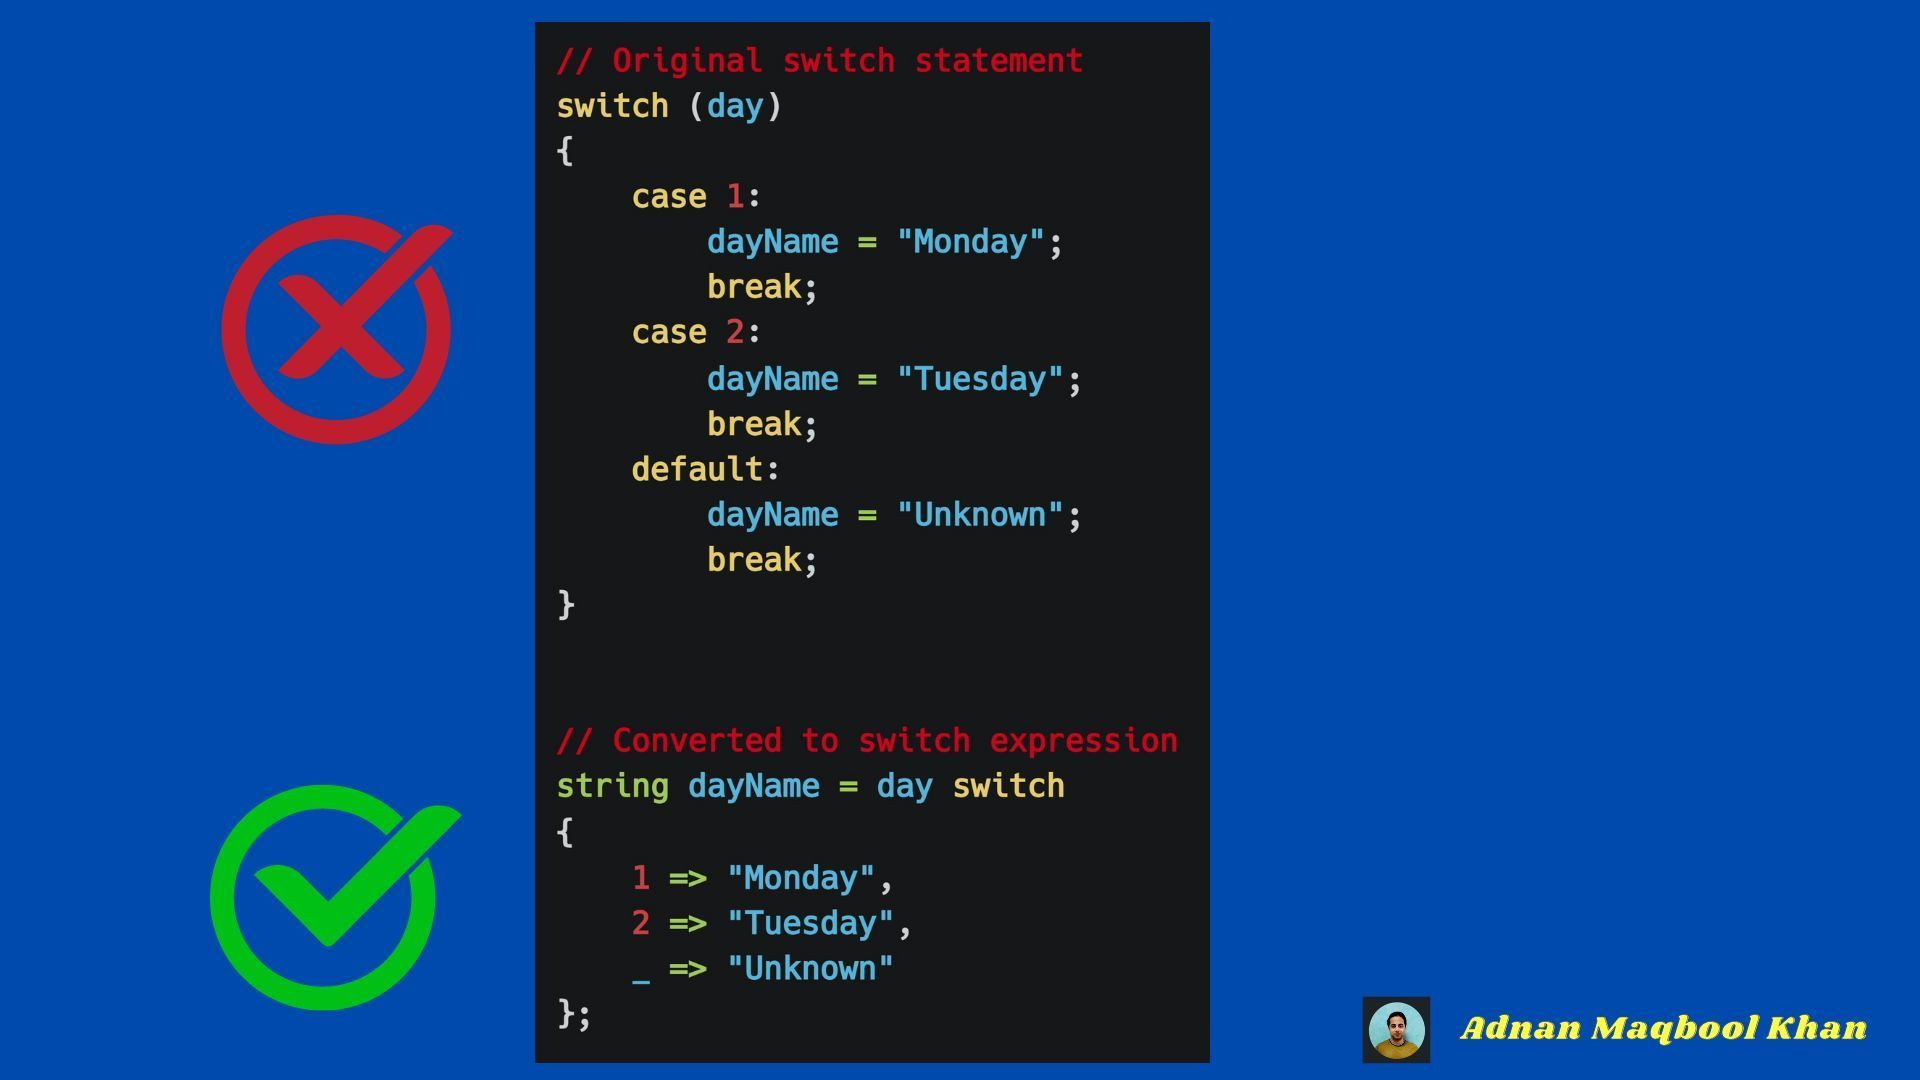 // Original switch statement
switch (day)
{
    case 1:
        dayName = "Monday";
        break;
    case 2:
        dayName = "Tuesday";
        break;
    default:
        dayName = "Unknown";
        break;
}
// Converted to switch expression
string dayName = day switch
{
    1 => "Monday",
    2 => "Tuesday",
    _ => "Unknown"
};
Adnan Maqbool Khan